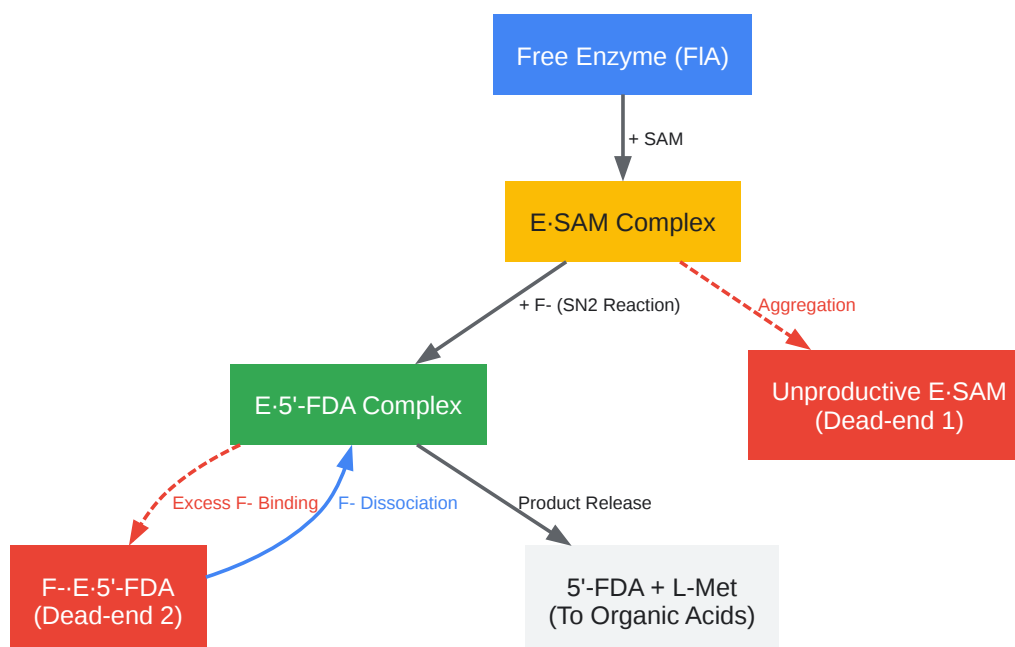 Free Enzyme (FlA)
+ SAM
E·SAM Complex
+ F- (SN2 Reaction)
Aggregation
Unproductive E·SAM
(Dead-end 1)
E·5'-FDA Complex
Excess F- Binding
F- Dissociation
Product Release
F-·E·5'-FDA
(Dead-end 2)
5'-FDA + L-Met
(To Organic Acids)